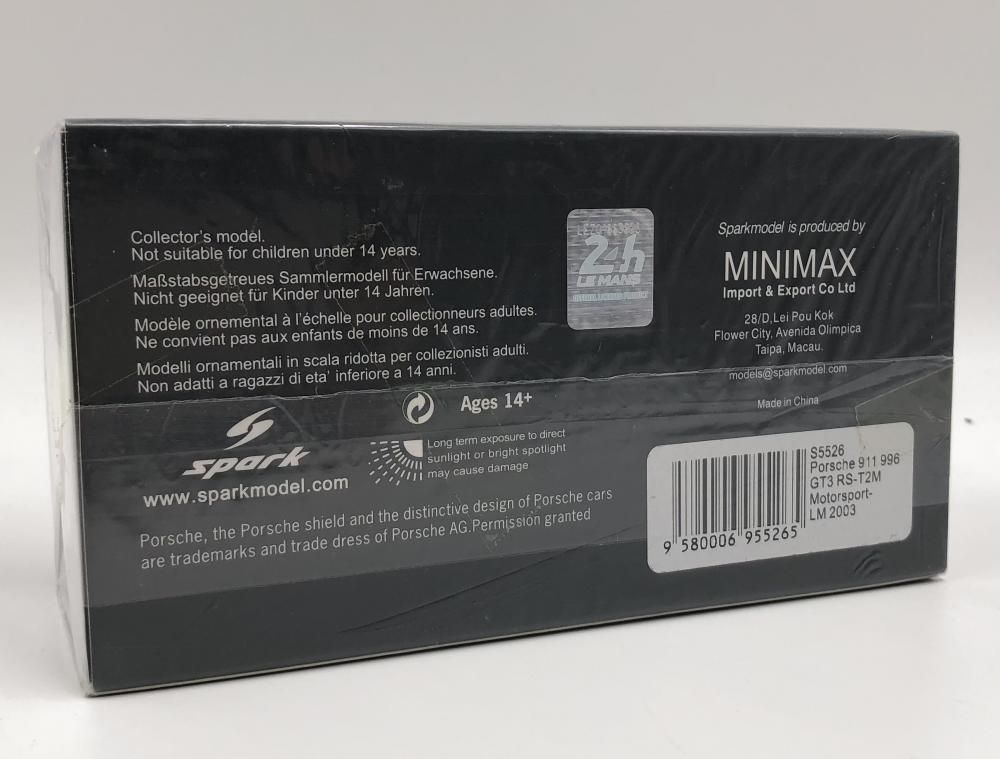 Collector's model.
Not suitable for children under 14 years.
Maßstabsgetreues Sammlermodell für Erwachsene.
Nicht geeignet für Kinder unter 14 Jahren.
Modèle ornemental à l'échelle pour collectionneurs adultes.
Ne convient pas aux enfants de moins de 14 ans.
Modelli ornamentali in scala ridotta per collezionisti adulti.
Non adatti a ragazzi di eta' inferiore a 14 anni.
24h
LE MANS
Sparkmodel is produced by
MINIMAX
Import & Export Co Ltd
28/D,Lei Pou Kok
Flower City, Avenida Olimpica
Taipa, Macau.
models@sparkmodel.com
Made in China
Ages 14+
spark
www.sparkmodel.com
Long term exposure to direct
sunlight or bright spotlight
may cause damage
Porsche, the Porsche shield and the distinctive design of Porsche cars
are trademarks and trade dress of Porsche AG.Permission granted
S5526
Porsche 911 996
GT3 RS-T2M
Motorsport-
LM 2003
9 580006 955265